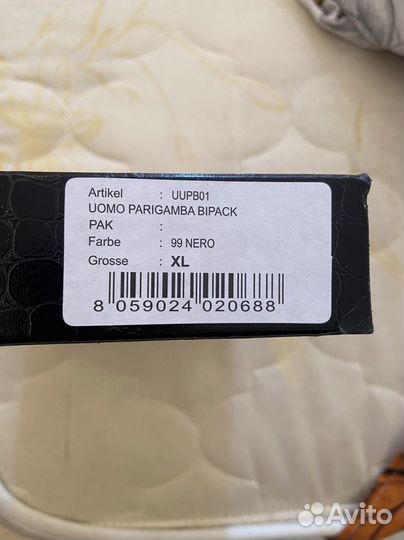 Artikel : UUPB01
UOMO PARIGAMBA BIPACK
PAK :
Farbe : 99 NERO
Grosse : XL
8 059024 020688
Avito